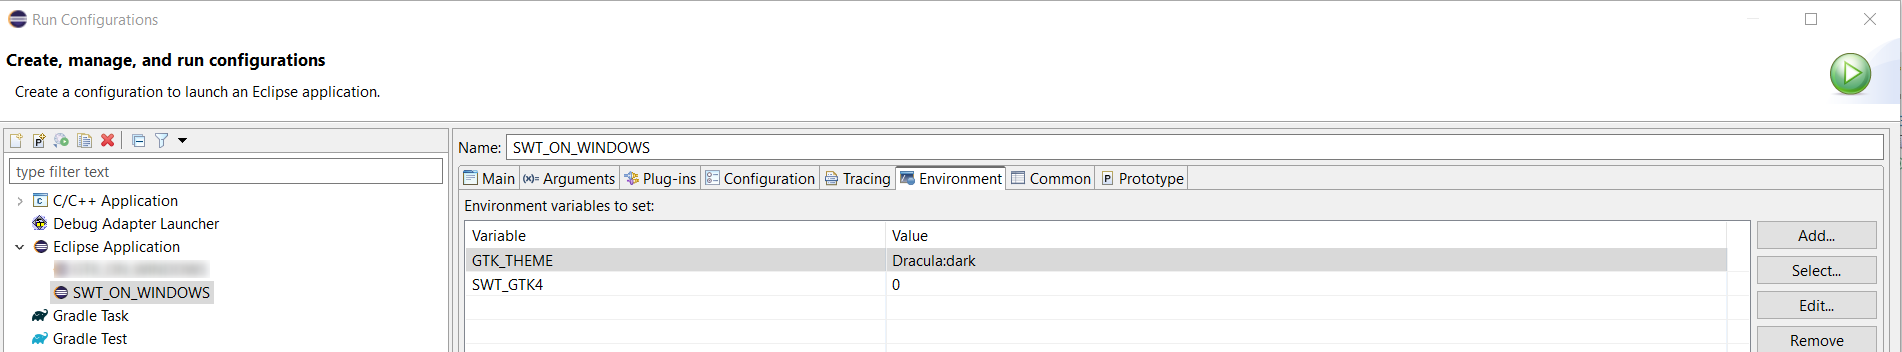 Run Configurations
Create, manage, and run configurations
Create a configuration to launch an Eclipse application.
type filter text
C/C++ Application
Debug Adapter Launcher
Eclipse Application
SWT_ON_WINDOWS
Gradle Task
Gradle Test
Name: SWT_ON_WINDOWS
Main (x)= Arguments Plug-ins Configuration Tracing Environment Common P Prototype
Environment variables to set:
Variable Value
GTK_THEME Dracula:dark
SWT_GTK4 0
Add...
Select...
Edit...
Remove